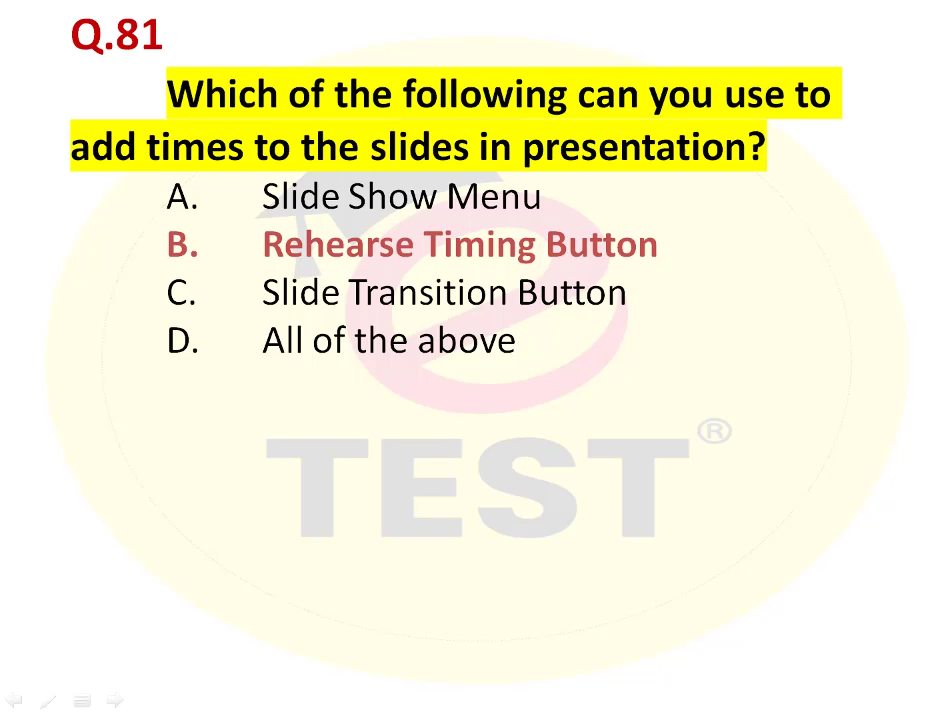 Q.81
Which of the following can you use to
add times to the slides in presentation?
A. Slide Show Menu
B. Rehearse Timing Button
C. Slide Transition Button
D. All of the above
TEST®